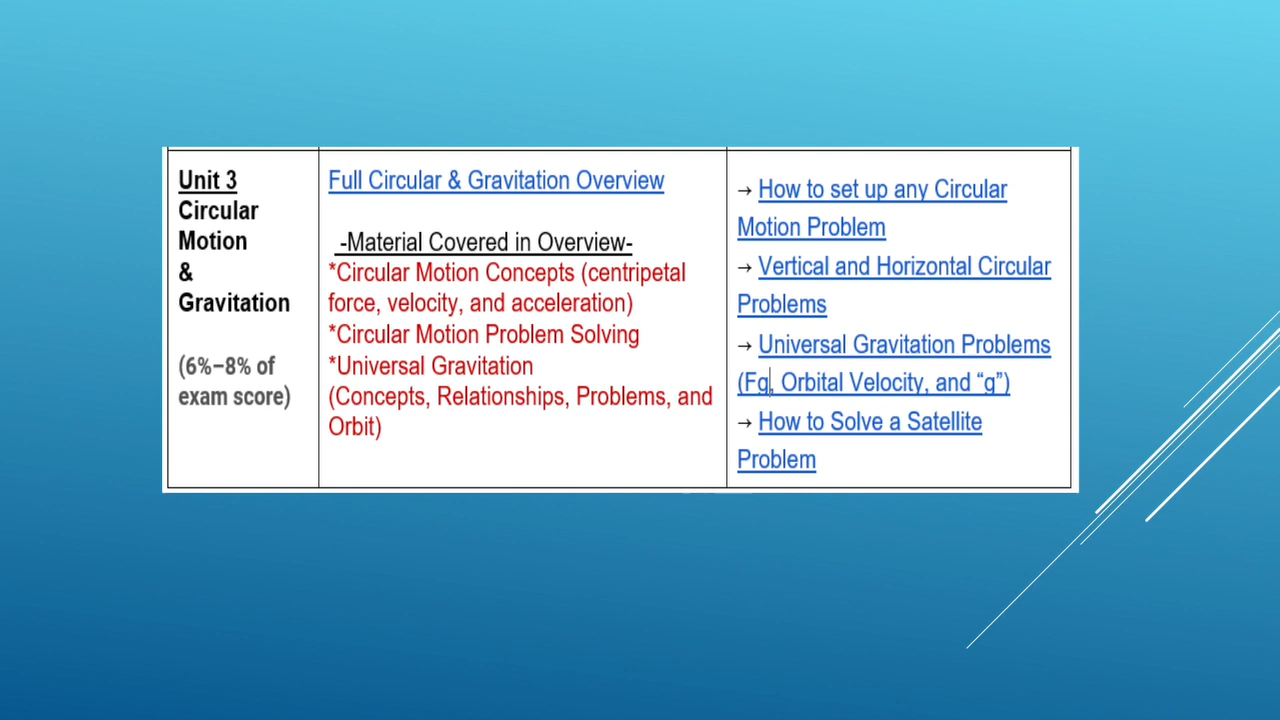 Unit 3
Circular
Motion
&
Gravitation
(6%–8% of
exam score)
Full Circular & Gravitation Overview
-Material Covered in Overview-
*Circular Motion Concepts (centripetal
force, velocity, and acceleration)
*Circular Motion Problem Solving
*Universal Gravitation
(Concepts, Relationships, Problems, and
Orbit)
→ How to set up any Circular
Motion Problem
→ Vertical and Horizontal Circular
Problems
→ Universal Gravitation Problems
(Fg, Orbital Velocity, and “g”)
→ How to Solve a Satellite
Problem